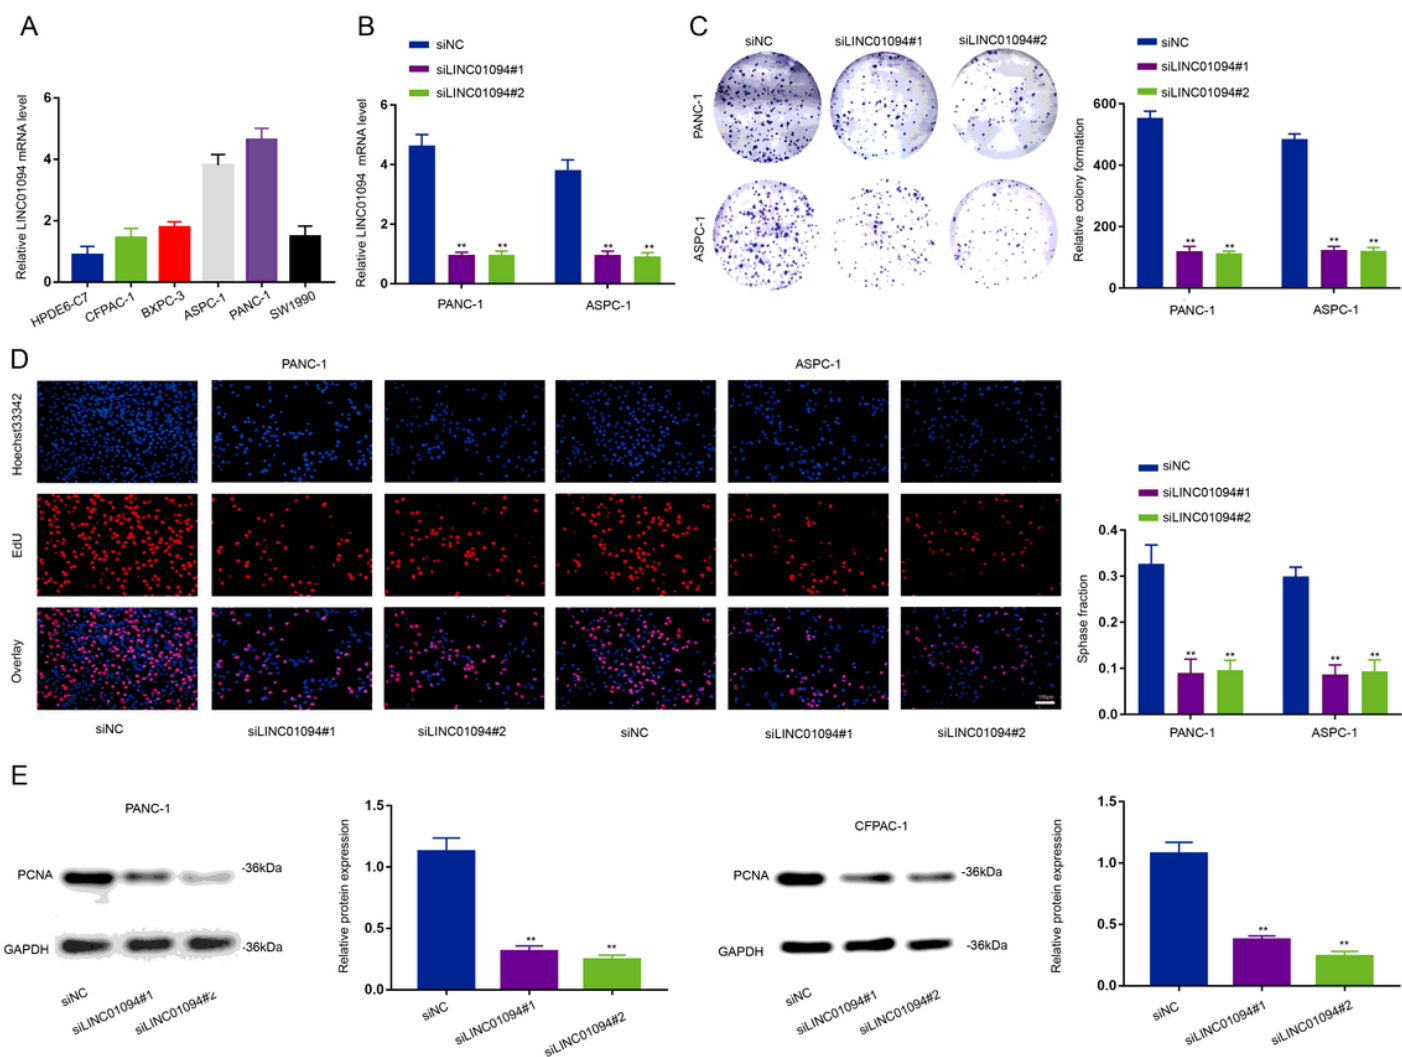 A
Relative LINC01094 mRNA level
6
4
2
0
HPDE6-C7
CFPAC-1
BXPC-3
ASPC-1
PANC-1
SW1990
B
siNC
siLINC01094#1
siLINC01094#2
Relative LINC01094 mRNA level
6
4
2
0
** **
** **
PANC-1
ASPC-1
C
siNC
siLINC01094#1
siLINC01094#2
PANC-1
ASPC-1
siNC
siLINC01094#1
siLINC01094#2
Relative colony formation
600
400
200
0
** **
** **
PANC-1
ASPC-1
D
PANC-1
ASPC-1
Hoechst33342
EdU
Overlay
100μm
siNC
siLINC01094#1
siLINC01094#2
siNC
siLINC01094#1
siLINC01094#2
siNC
siLINC01094#1
siLINC01094#2
Sphase fraction
0.4
0.3
0.2
0.1
0.0
** **
** **
PANC-1
ASPC-1
E
PANC-1
PCNA
-36kDa
GAPDH
-36kDa
siNC
siLINC01094#1
siLINC01094#2
Relative protein expression
1.5
1.0
0.5
0.0
**
**
siNC
siLINC01094#1
siLINC01094#2
CFPAC-1
PCNA
-36kDa
GAPDH
-36kDa
siNC
siLINC01094#1
siLINC01094#2
Relative protein expression
1.5
1.0
0.5
0.0
**
**
siNC
siLINC01094#1
siLINC01094#2